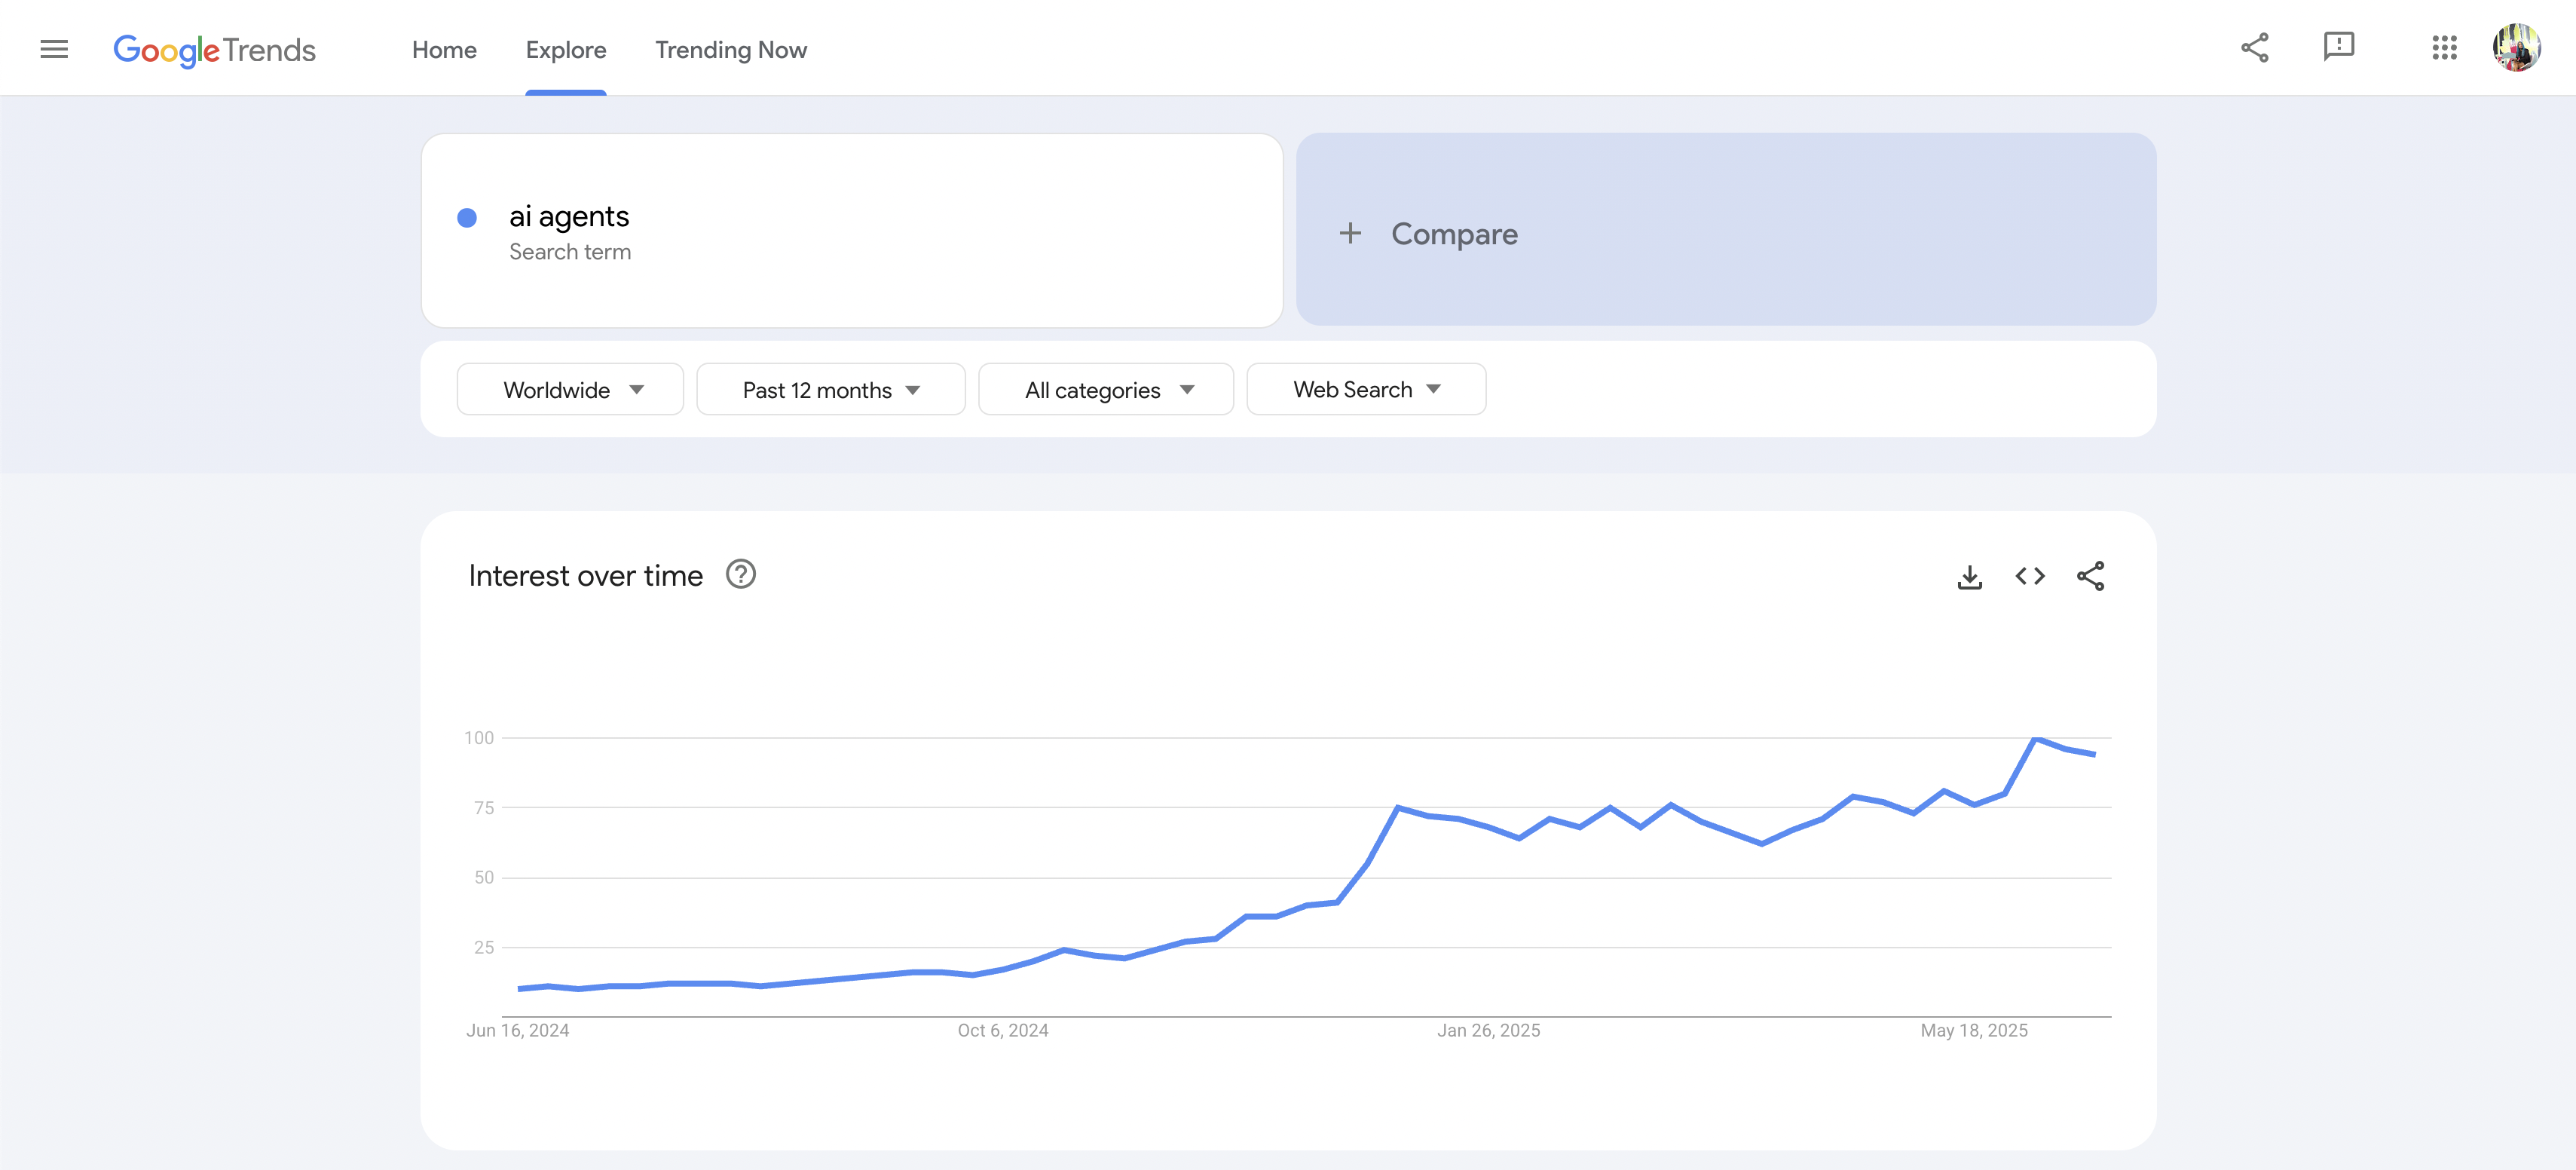 Google Trends Home Explore Trending Now
ai agents
Search term
+ Compare
Worldwide Past 12 months All categories Web Search
Interest over time
100
75
50
25
Jun 16, 2024 Oct 6, 2024 Jan 26, 2025 May 18, 2025